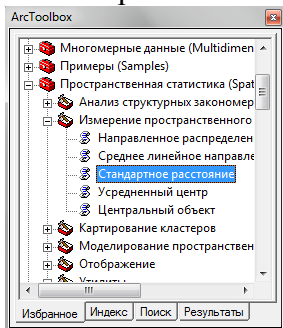 ArcToolbox
Многомерные данные (Multidimen
Примеры (Samples)
Пространственная статистика (Spat
Анализ структурных закономер
Измерение пространственного
Направленное распределен
Среднее линейное направле
Стандартное расстояние
Усредненный центр
Центральный объект
Картирование кластеров
Моделирование пространствен
Отображение
Утилиты
Избранное Индекс Поиск Результаты